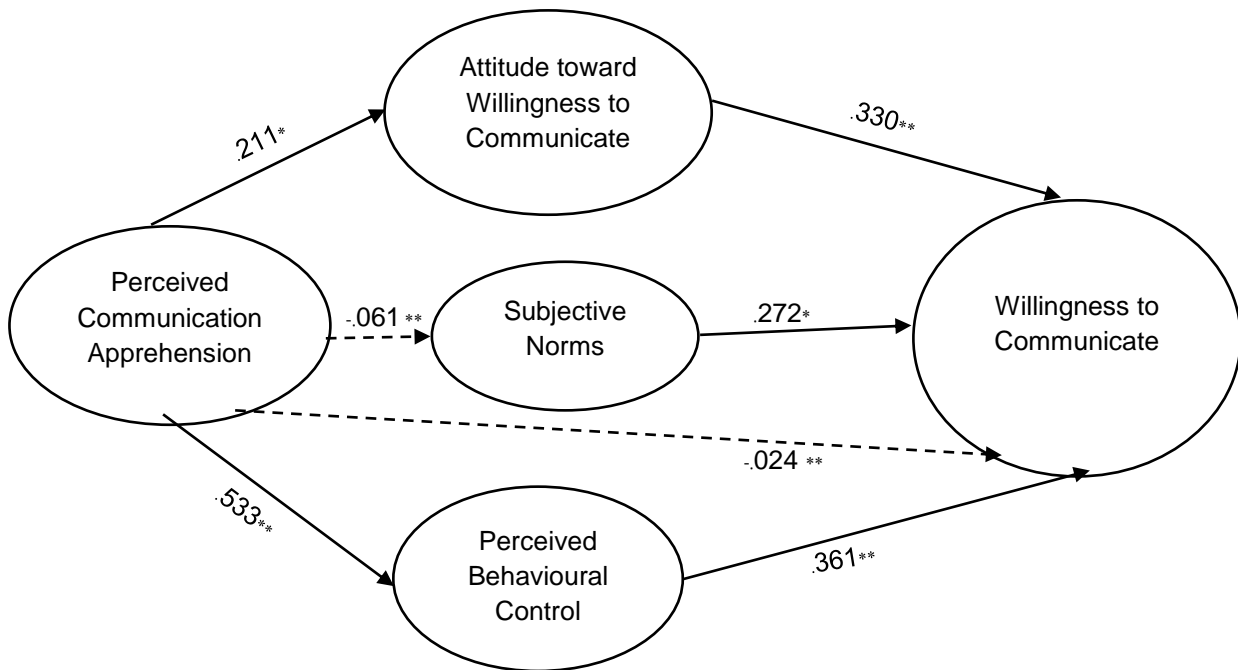 Attitude toward
Willingness to
Communicate
.211*
.330**
Perceived
Communication
Apprehension
-.061 **
Subjective
Norms
.272*
Willingness to
Communicate
-.024 **
.533**
Perceived
Behavioural
Control
.361**